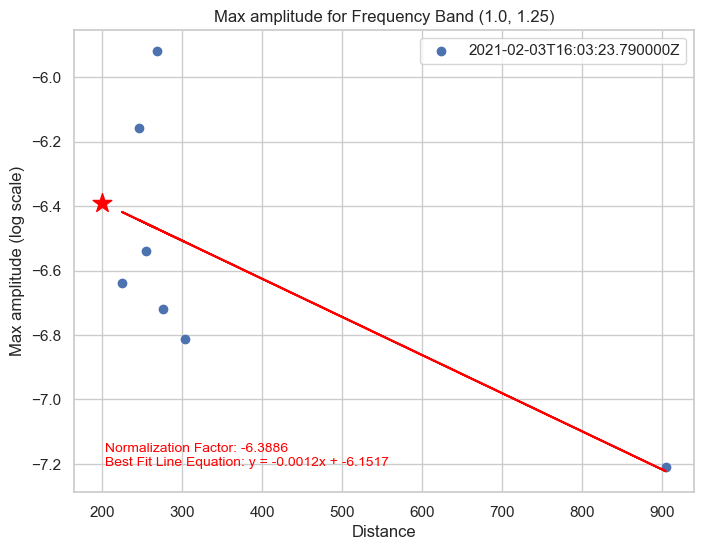 Max amplitude for Frequency Band (1.0, 1.25)
2021-02-03T16:03:23.790000Z
Max amplitude (log scale)
−6.0
−6.2
−6.4
−6.6
−6.8
−7.0
−7.2
Normalization Factor: -6.3886
Best Fit Line Equation: y = -0.0012x + -6.1517
200 300 400 500 600 700 800 900
Distance